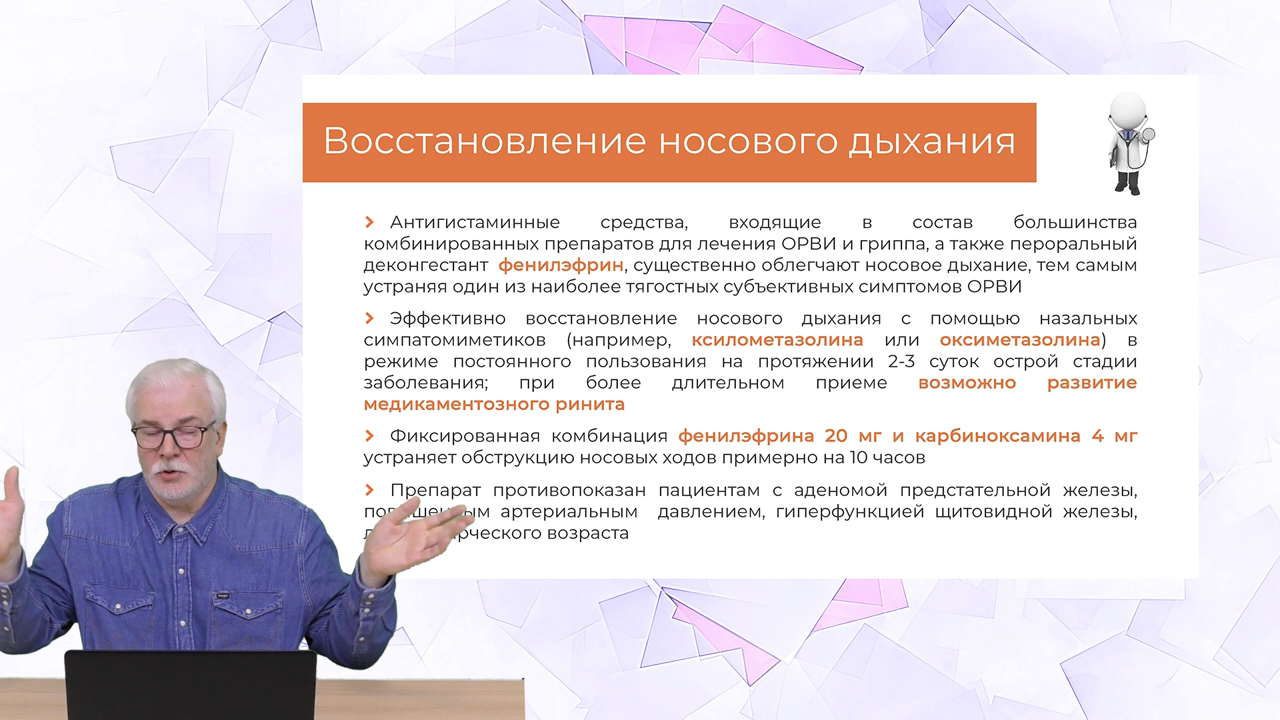 Восстановление носового дыхания
Антигистаминные средства, входящие в состав большинства
комбинированных препаратов для лечения ОРВИ и гриппа, а также пероральный
деконгестант фенилэфрин, существенно облегчают носовое дыхание, тем самым
устраняя один из наиболее тягостных субъективных симптомов ОРВИ
Эффективно восстановление носового дыхания с помощью назальных
симпатомиметиков (например, ксилометазолина или оксиметазолина) в
режиме постоянного пользования на протяжении 2-3 суток острой стадии
заболевания; при более длительном приеме возможно развитие
медикаментозного ринита
Фиксированная комбинация фенилэфрина 20 мг и карбиноксамина 4 мг
устраняет обструкцию носовых ходов примерно на 10 часов
Препарат противопоказан пациентам с аденомой предстательной железы,
артериальным давлением, гиперфункцией щитовидной железы,
возраста